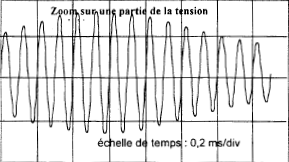 Zoom sur une partie de la tension
échelle de temps : 0,2 ms/div